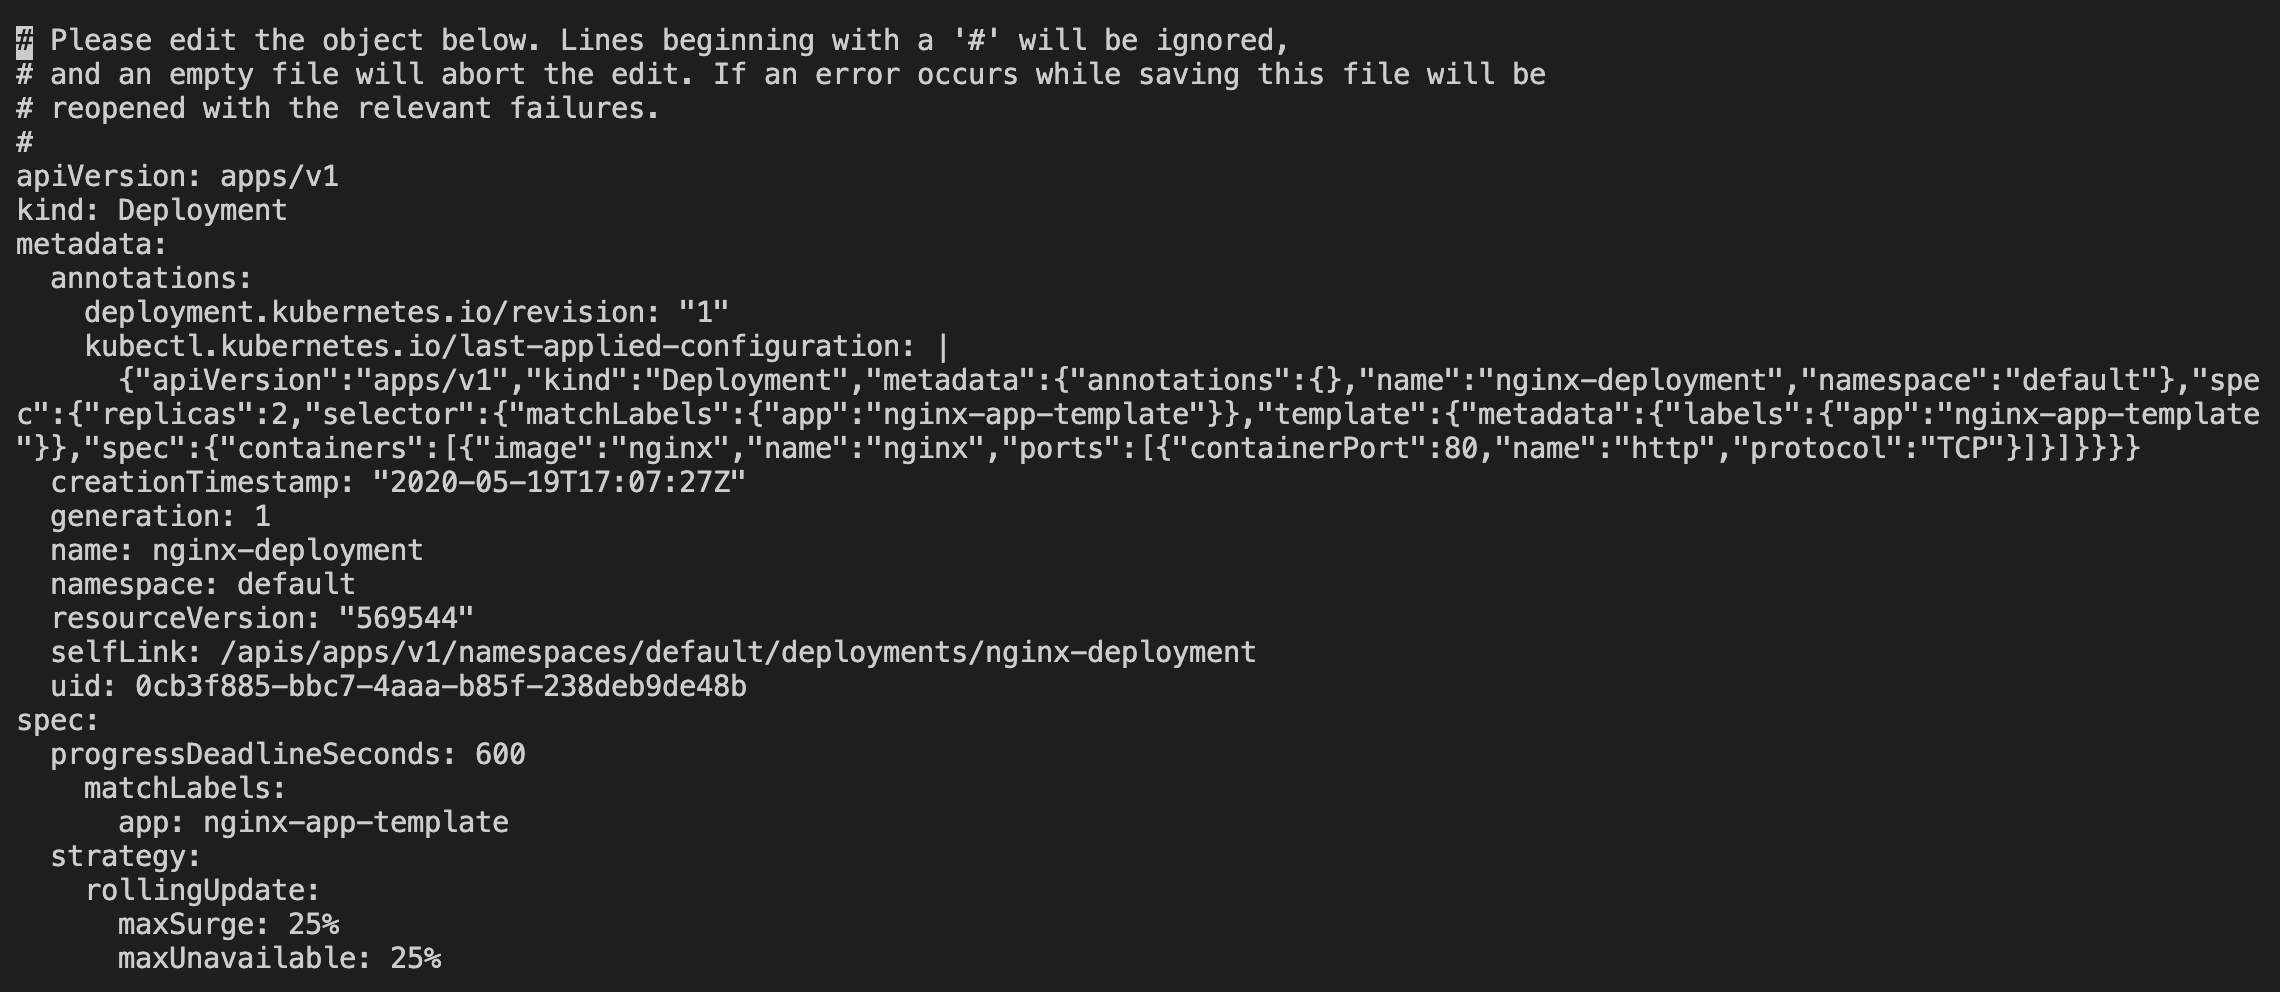 # Please edit the object below. Lines beginning with a '#' will be ignored,
# and an empty file will abort the edit. If an error occurs while saving this file will be
# reopened with the relevant failures.
#
apiVersion: apps/v1
kind: Deployment
metadata:
  annotations:
    deployment.kubernetes.io/revision: "1"
    kubectl.kubernetes.io/last-applied-configuration: |
      {"apiVersion":"apps/v1","kind":"Deployment","metadata":{"annotations":{},"name":"nginx-deployment","namespace":"default"},"spe
c":{"replicas":2,"selector":{"matchLabels":{"app":"nginx-app-template"}},"template":{"metadata":{"labels":{"app":"nginx-app-template
"}},"spec":{"containers":[{"image":"nginx","name":"nginx","ports":[{"containerPort":80,"name":"http","protocol":"TCP"}]}]}}}}
  creationTimestamp: "2020-05-19T17:07:27Z"
  generation: 1
  name: nginx-deployment
  namespace: default
  resourceVersion: "569544"
  selfLink: /apis/apps/v1/namespaces/default/deployments/nginx-deployment
  uid: 0cb3f885-bbc7-4aaa-b85f-238deb9de48b
spec:
  progressDeadlineSeconds: 600
    matchLabels:
      app: nginx-app-template
  strategy:
    rollingUpdate:
      maxSurge: 25%
      maxUnavailable: 25%